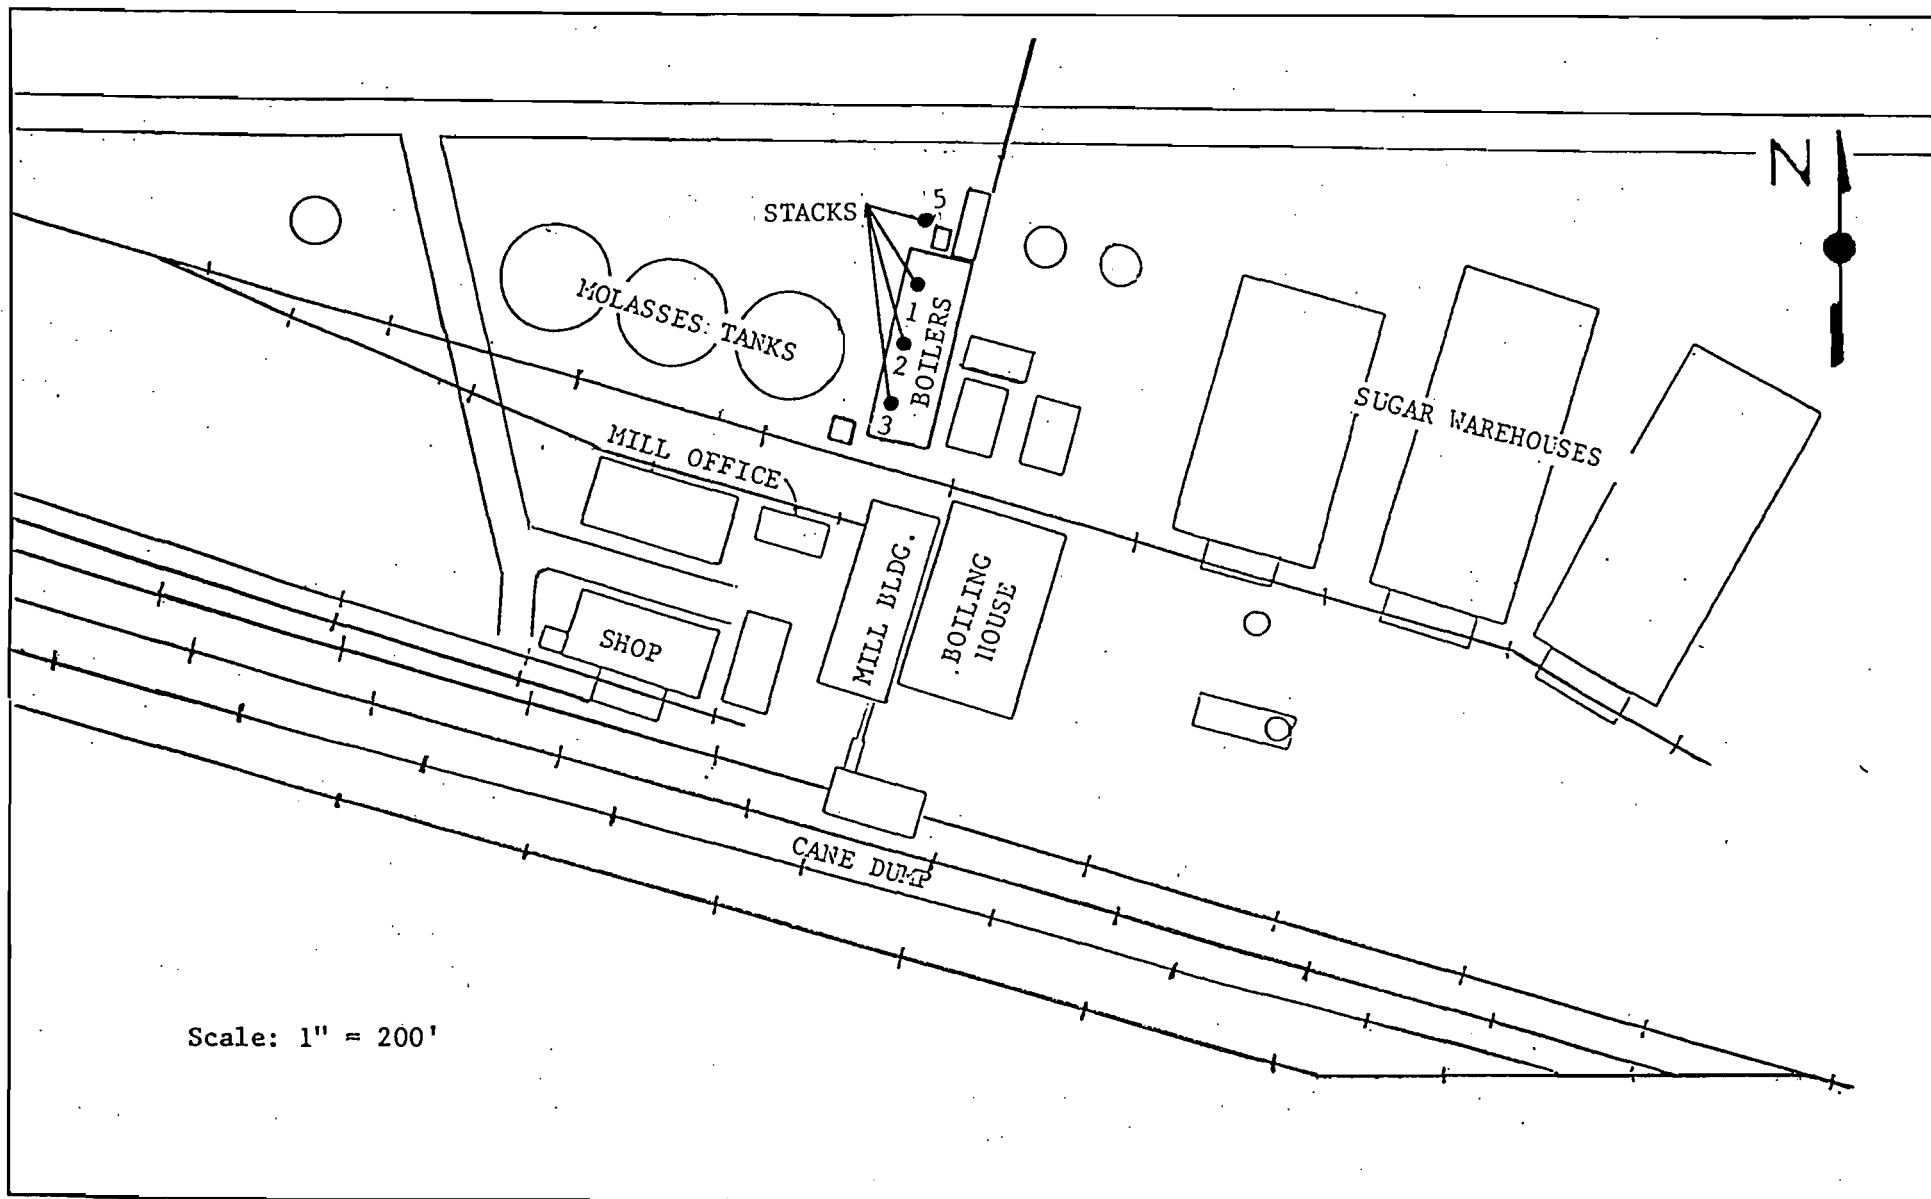 N
5
STACKS
MOLASSES TANKS
1
2
3
BOILERS
SUGAR WAREHOUSES
MILL OFFICE
MILL BLDG.
BOILING
HOUSE
SHOP
CANE DUMP
Scale: 1" = 200'